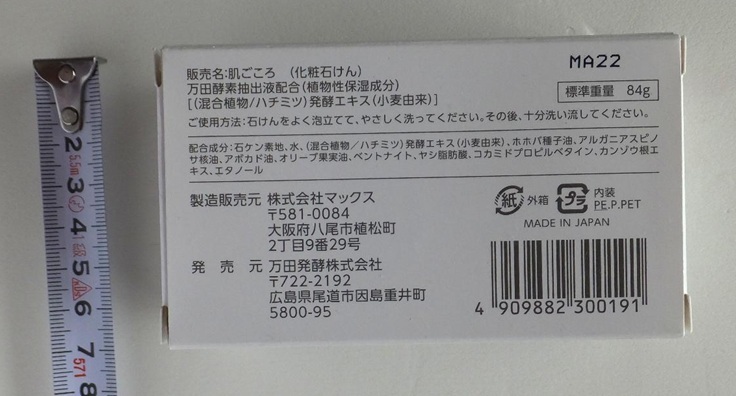 MA22
販売名:肌ごころ (化粧石けん)
万田酵素抽出液配合(植物性保湿成分)
[(混合植物/ハチミツ)発酵エキス(小麦由来)]
標準重量 84g
ご使用方法:石けんをよく泡立てて、やさしく洗ってください。その後、十分洗い流してください。
配合成分:石ケン素地、水、(混合植物/ハチミツ)発酵エキス(小麦由来)、ホホバ種子油、アルガニアスピノ
サ核油、アボカド油、オリーブ果実油、ベントナイト、ヤシ脂肪酸、コカミドプロピルベタイン、カンゾウ根エ
キス、エタノール
製造販売元 株式会社マックス
〒581-0084
大阪府八尾市植松町
2丁目9番29号
発売元 万田発酵株式会社
〒722-2192
広島県尾道市因島重井町
5800-95
紙 外箱
プラ 内装
PE,P,PET
MADE IN JAPAN
4 909882 300191
2
5.5m
3
4
級
5
6
7
571
8